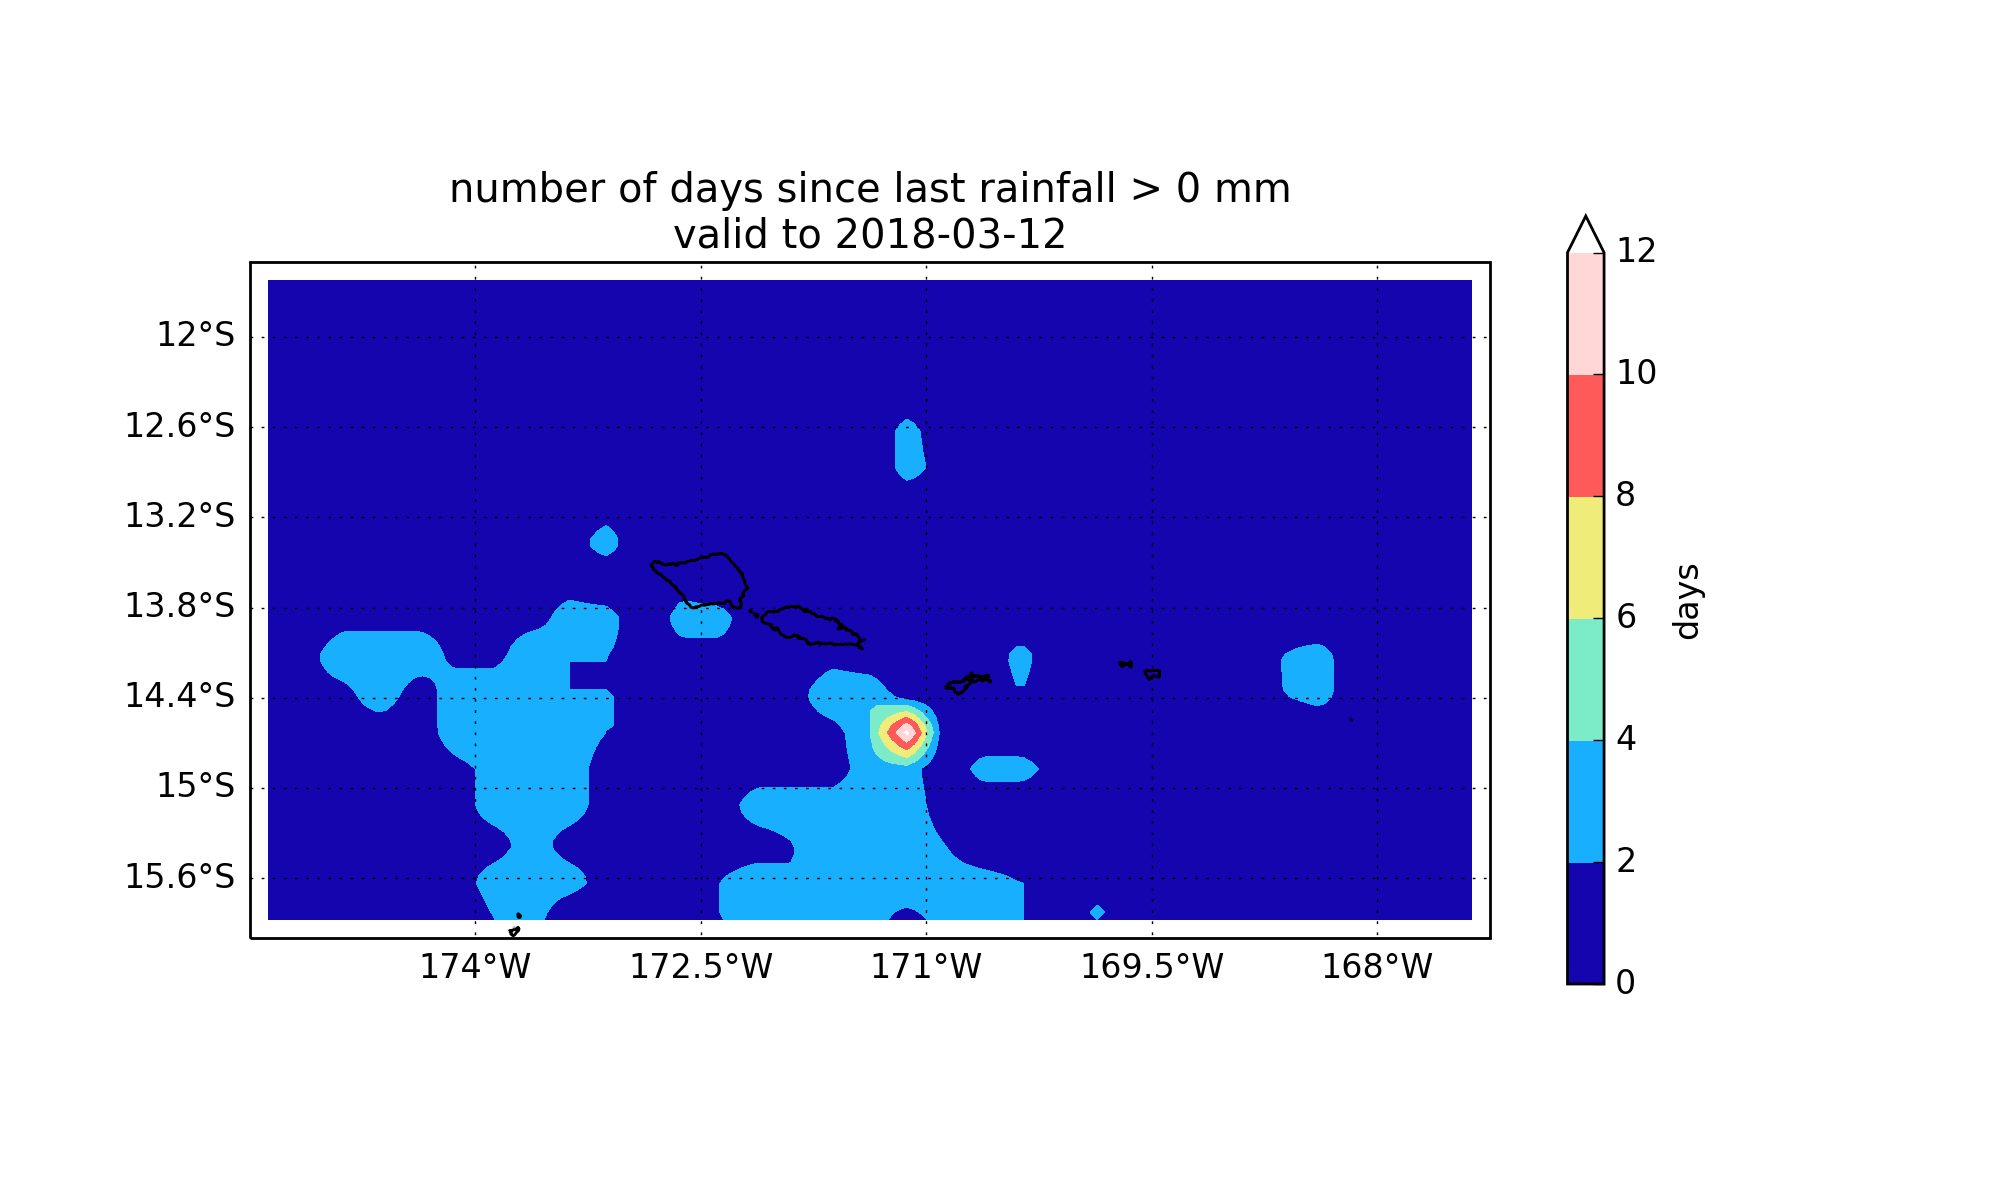 number of days since last rainfall > 0 mm
valid to 2018-03-12
12°S
12.6°S
13.2°S
13.8°S
14.4°S
15°S
15.6°S
174°W
172.5°W
171°W
169.5°W
168°W
12
10
8
6
4
2
0
days